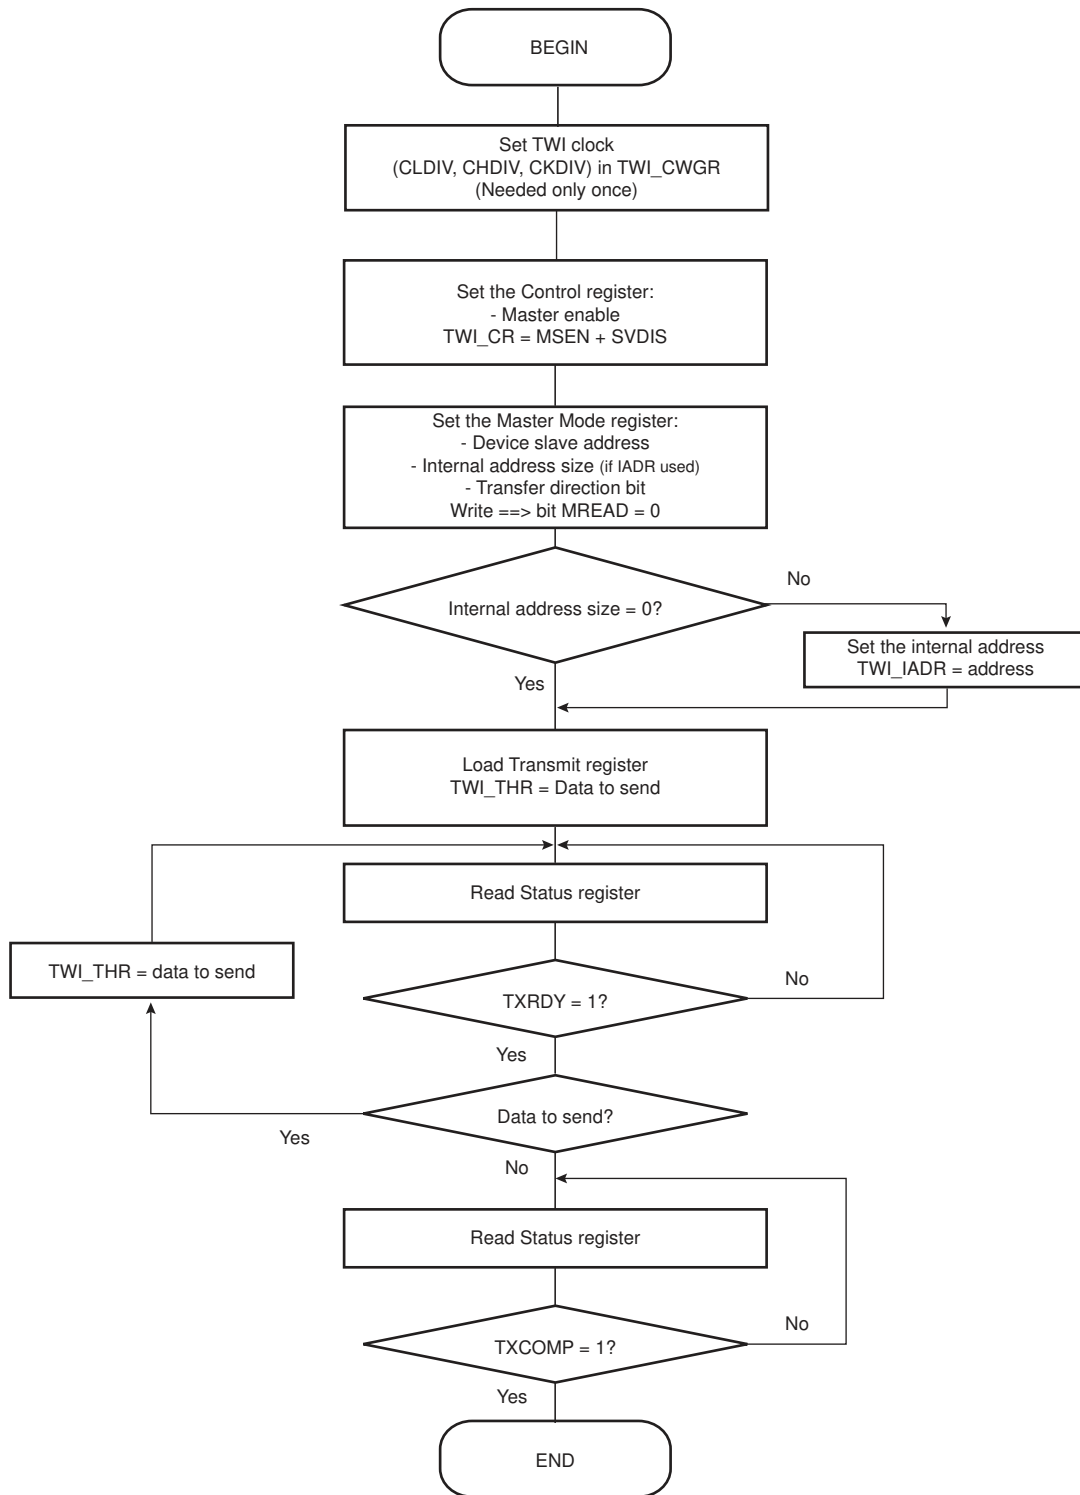 BEGIN
Set TWI clock
(CLDIV, CHDIV, CKDIV) in TWI_CWGR
(Needed only once)
Set the Control register:
- Master enable
TWI_CR = MSEN + SVDIS
Set the Master Mode register:
- Device slave address
- Internal address size (if IADR used)
- Transfer direction bit
Write ==> bit MREAD = 0
Internal address size = 0?
No
Set the internal address
TWI_IADR = address
Yes
Load Transmit register
TWI_THR = Data to send
Read Status register
TWI_THR = data to send
TXRDY = 1?
No
Yes
Data to send?
Yes
No
Read Status register
TXCOMP = 1?
No
Yes
END